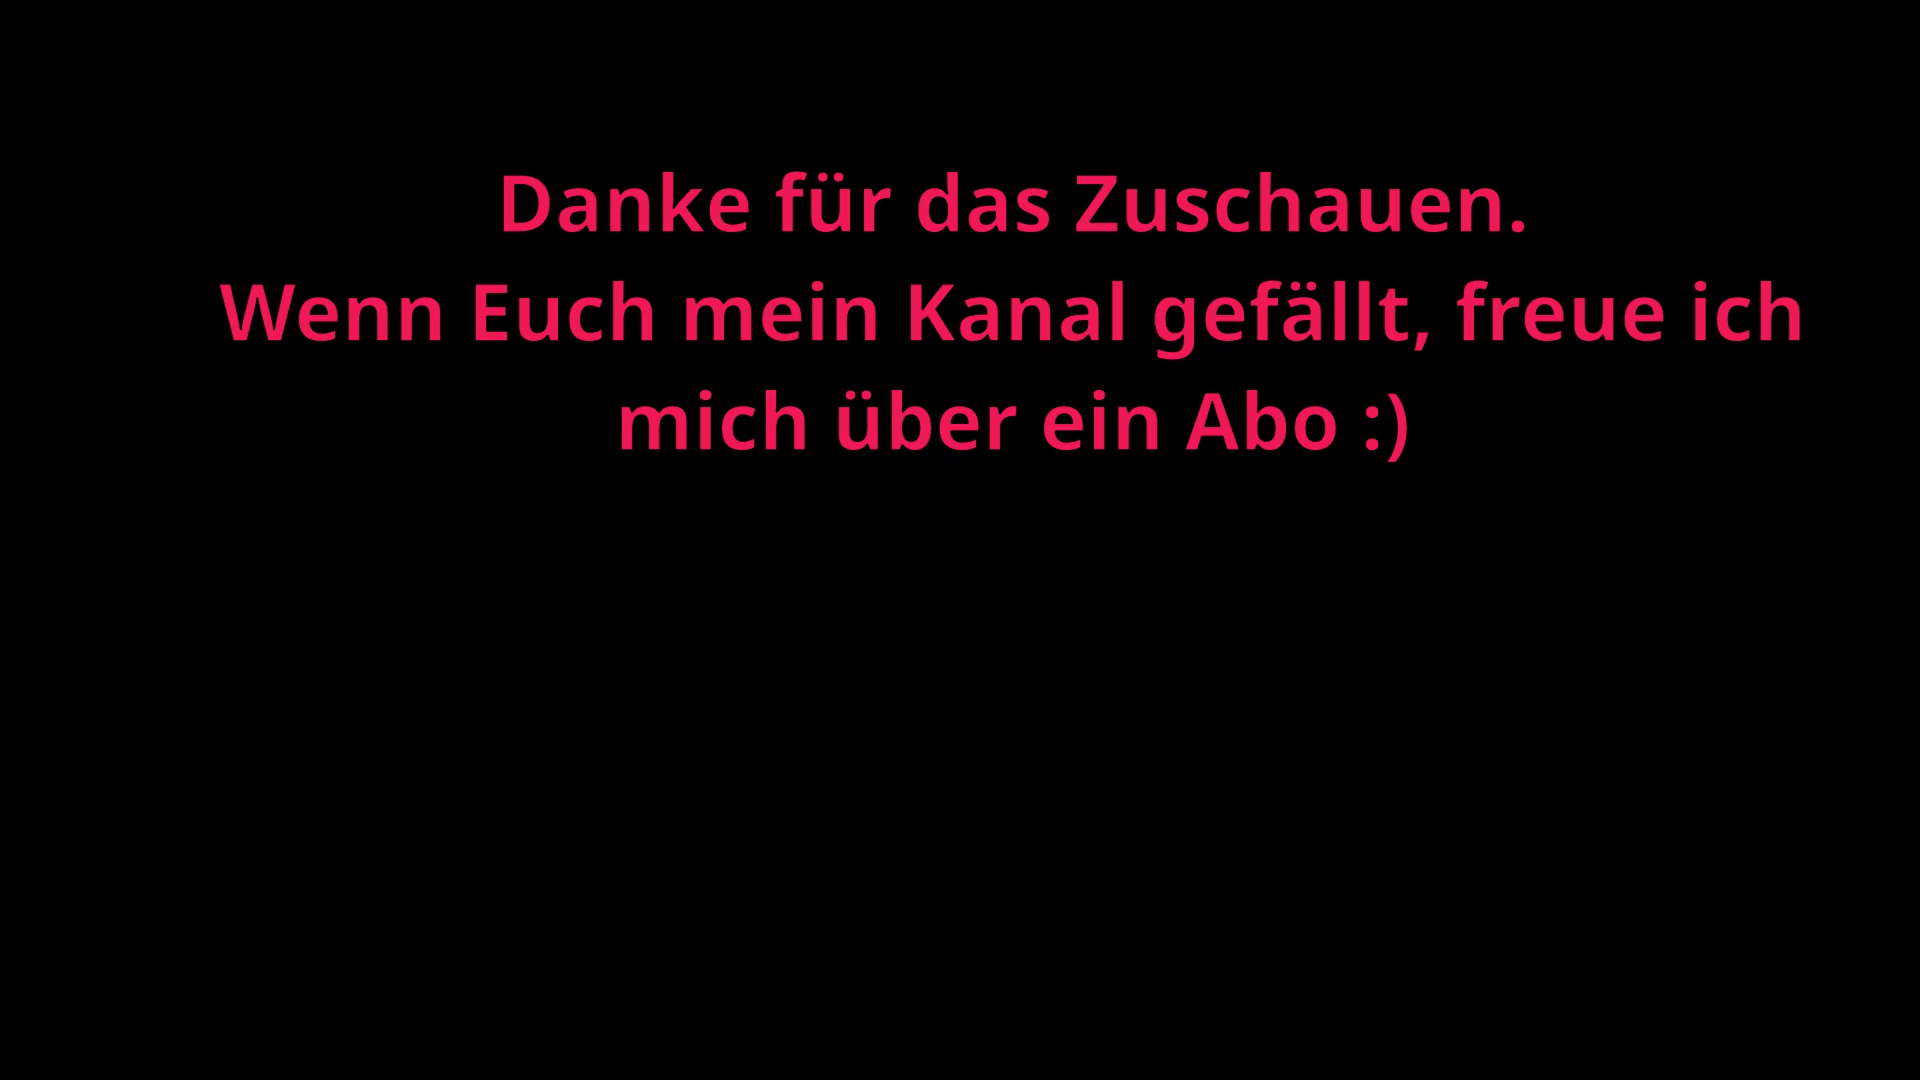 Danke für das Zuschauen.
Wenn Euch mein Kanal gefällt, freue ich
mich über ein Abo :)